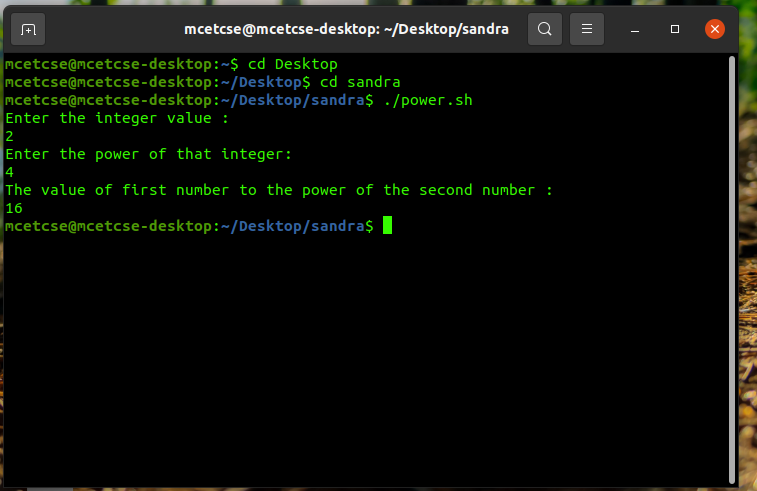 mcetcse@mcetcse-desktop: ~/Desktop/sandra
mcetcse@mcetcse-desktop:~$ cd Desktop
mcetcse@mcetcse-desktop:~/Desktop$ cd sandra
mcetcse@mcetcse-desktop:~/Desktop/sandra$ ./power.sh
Enter the integer value :
2
Enter the power of that integer:
4
The value of first number to the power of the second number :
16
mcetcse@mcetcse-desktop:~/Desktop/sandra$